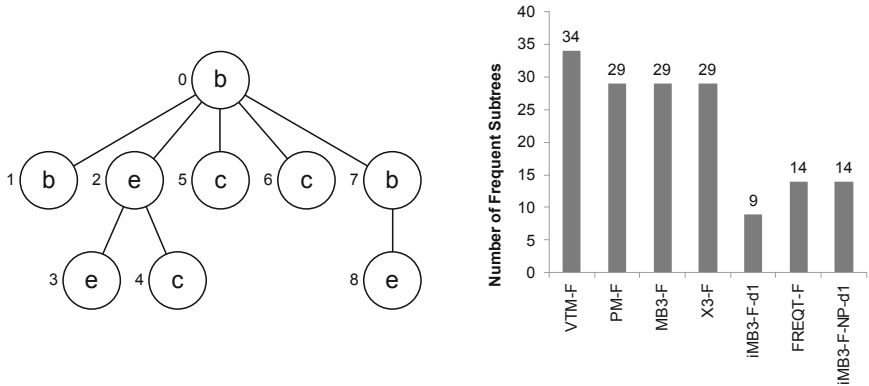 0 b
1 b 2 e 5 c 6 c 7 b
3 e 4 c 8 e
Number of Frequent Subtrees
40
35
30
25
20
15
10
5
0
34
29
29
29
9
14
14
VTM-F
PM-F
MB3-F
X3-F
iMB3-F-d1
FREQT-F
iMB3-F-NP-d1